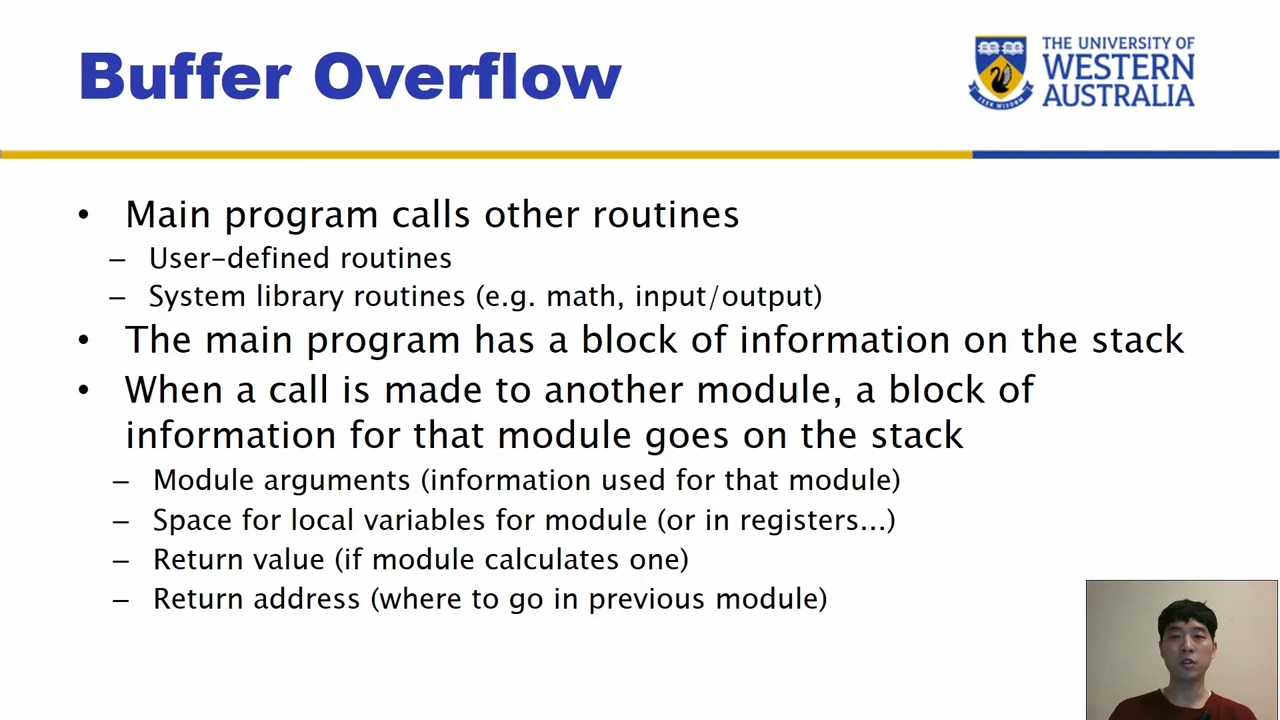 Buffer Overflow
THE UNIVERSITY OF
WESTERN
AUSTRALIA
SEEK WISDOM
• Main program calls other routines
– User-defined routines
– System library routines (e.g. math, input/output)
• The main program has a block of information on the stack
• When a call is made to another module, a block of
information for that module goes on the stack
– Module arguments (information used for that module)
– Space for local variables for module (or in registers...)
– Return value (if module calculates one)
– Return address (where to go in previous module)